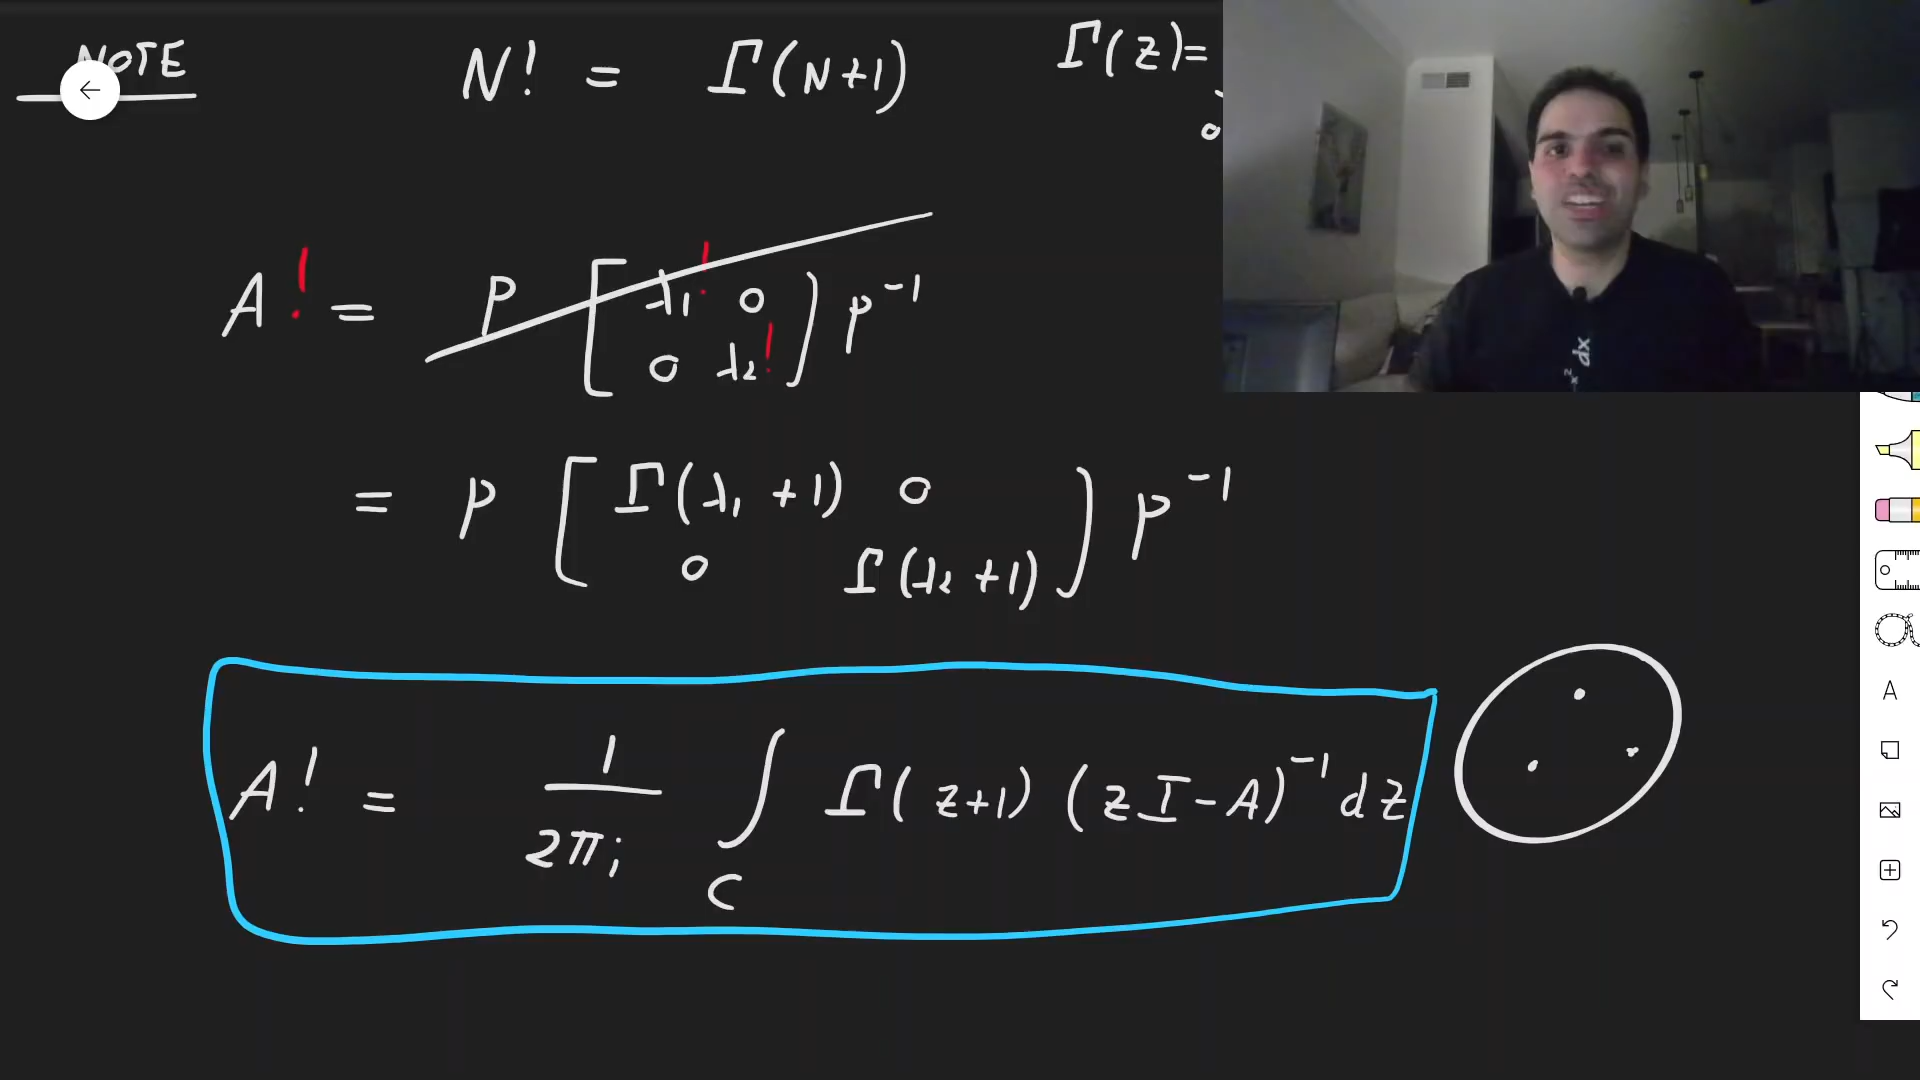 NOTE
N! = Γ(N+1)
Γ(z)=
0
A! = P [λ₁! 0
0 λ₂!] P⁻¹
= P [Γ(λ₁+1) 0
0 Γ(λ₂+1)] P⁻¹
A! = 1/2πi ∫_C Γ(z+1) (zI-A)⁻¹ dz
dx
A